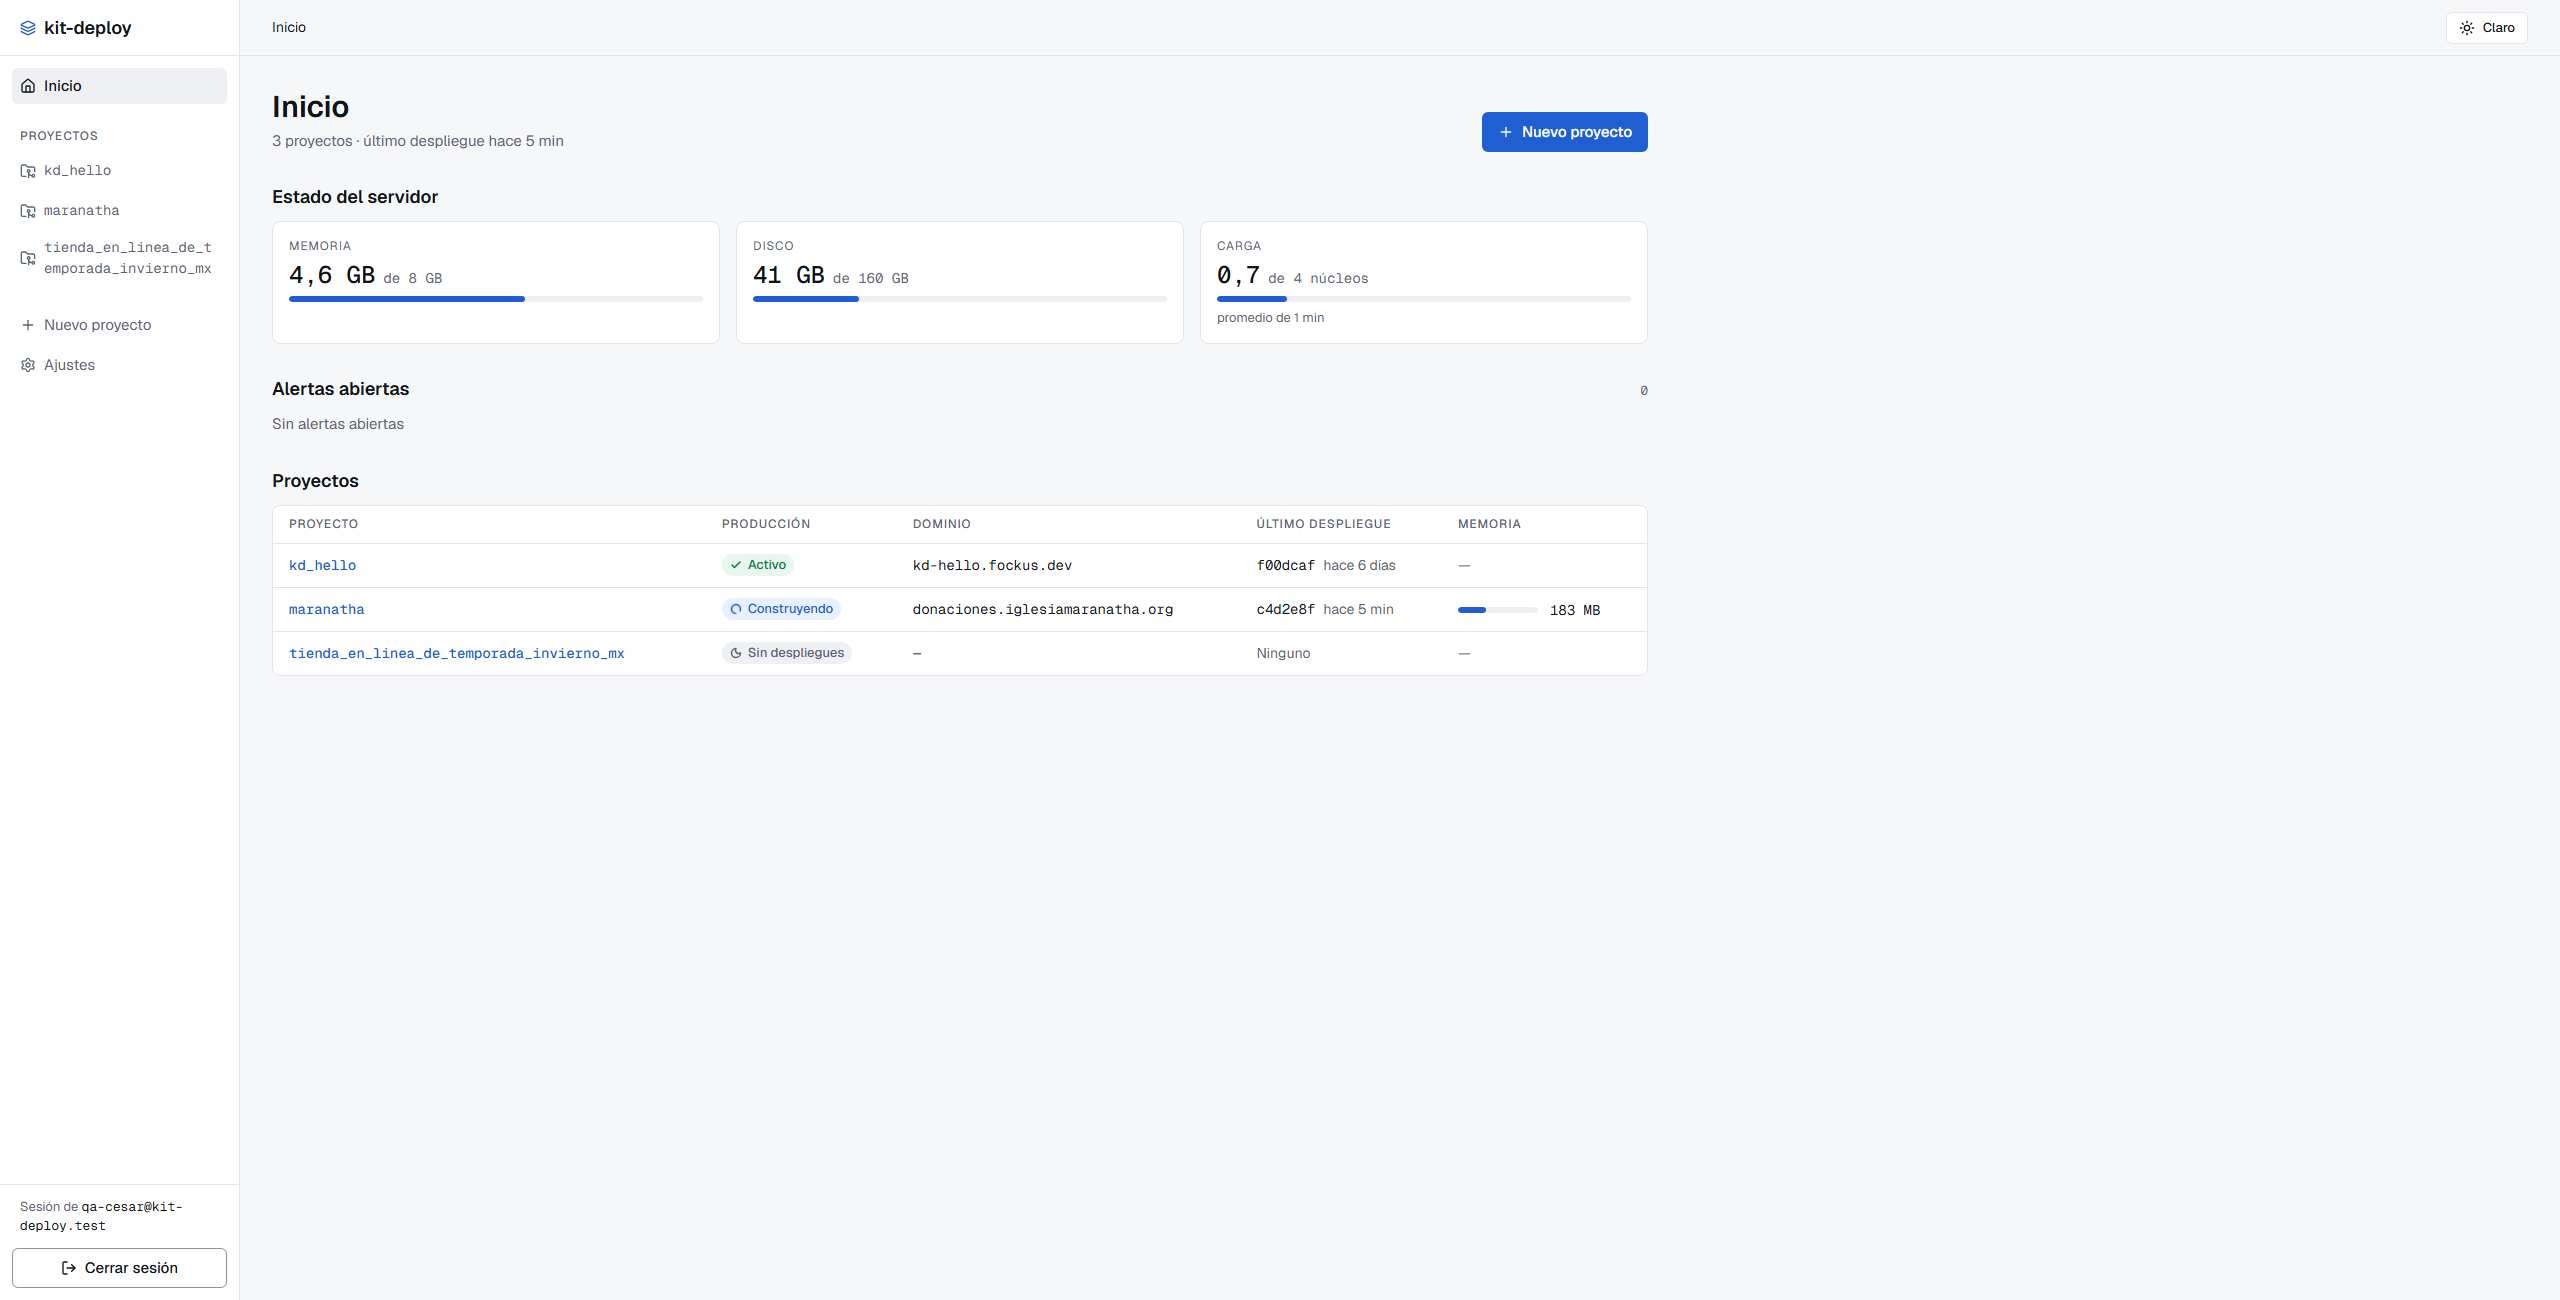 kit-deploy
Inicio
Claro
Inicio
PROYECTOS
kd_hello
maranatha
tienda_en_linea_de_t
emporada_invierno_mx
Nuevo proyecto
Ajustes
Sesión de qa-cesar@kit-
deploy.test
Cerrar sesión
Inicio
3 proyectos · último despliegue hace 5 min
Nuevo proyecto
Estado del servidor
MEMORIA
4,6 GB de 8 GB
DISCO
41 GB de 160 GB
CARGA
0,7 de 4 núcleos
promedio de 1 min
Alertas abiertas 0
Sin alertas abiertas
Proyectos
PROYECTO PRODUCCIÓN DOMINIO ÚLTIMO DESPLIEGUE MEMORIA
kd_hello Activo kd-hello.fockus.dev f00dcaf hace 6 días —
maranatha Construyendo donaciones.iglesiamaranatha.org c4d2e8f hace 5 min 183 MB
tienda_en_linea_de_temporada_invierno_mx Sin despliegues — Ninguno —